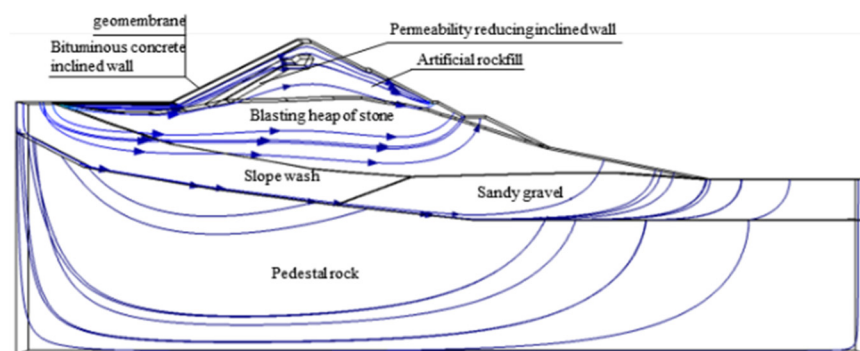 geomembrane
Bituminous concrete
inclined wall
Permeability reducing inclined wall
Artificial rockfill
Blasting heap of stone
Slope wash
Sandy gravel
Pedestal rock